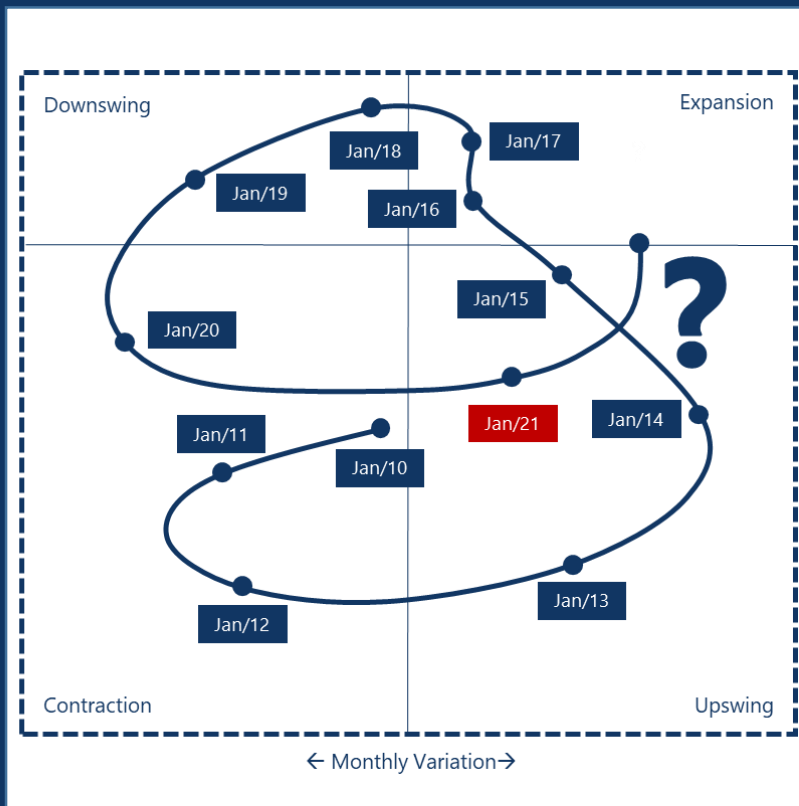 Downswing
Expansion
Jan/18
Jan/17
Jan/19
Jan/16
Jan/15
?
Jan/20
Jan/21
Jan/14
Jan/11
Jan/10
Jan/12
Jan/13
Contraction
Upswing
← Monthly Variation→